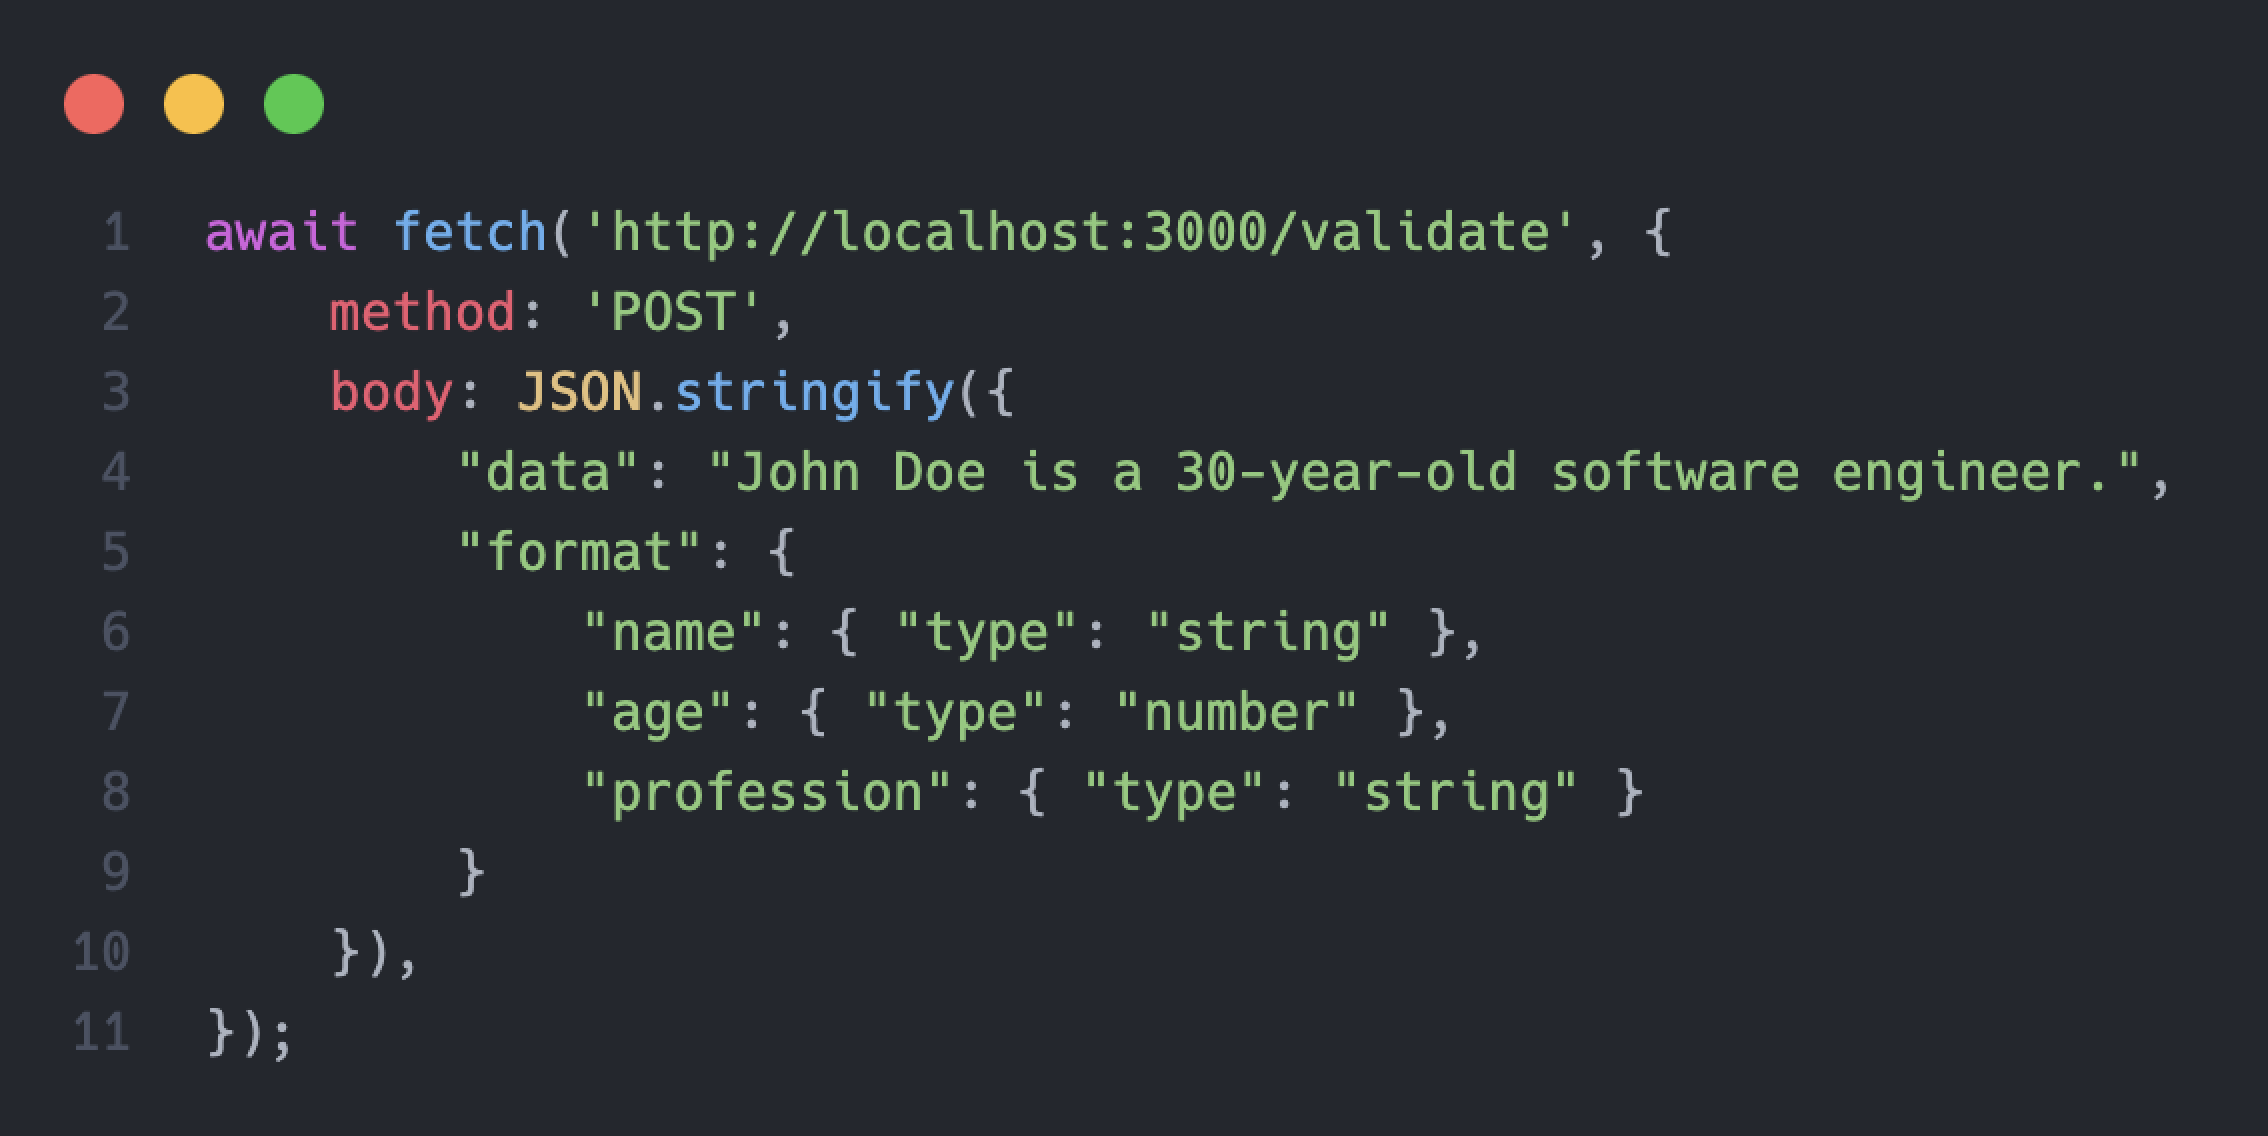 1 await fetch('http://localhost:3000/validate', {
2     method: 'POST',
3     body: JSON.stringify({
4         "data": "John Doe is a 30-year-old software engineer.",
5         "format": {
6             "name": { "type": "string" },
7             "age": { "type": "number" },
8             "profession": { "type": "string" }
9         }
10     }),
11 });